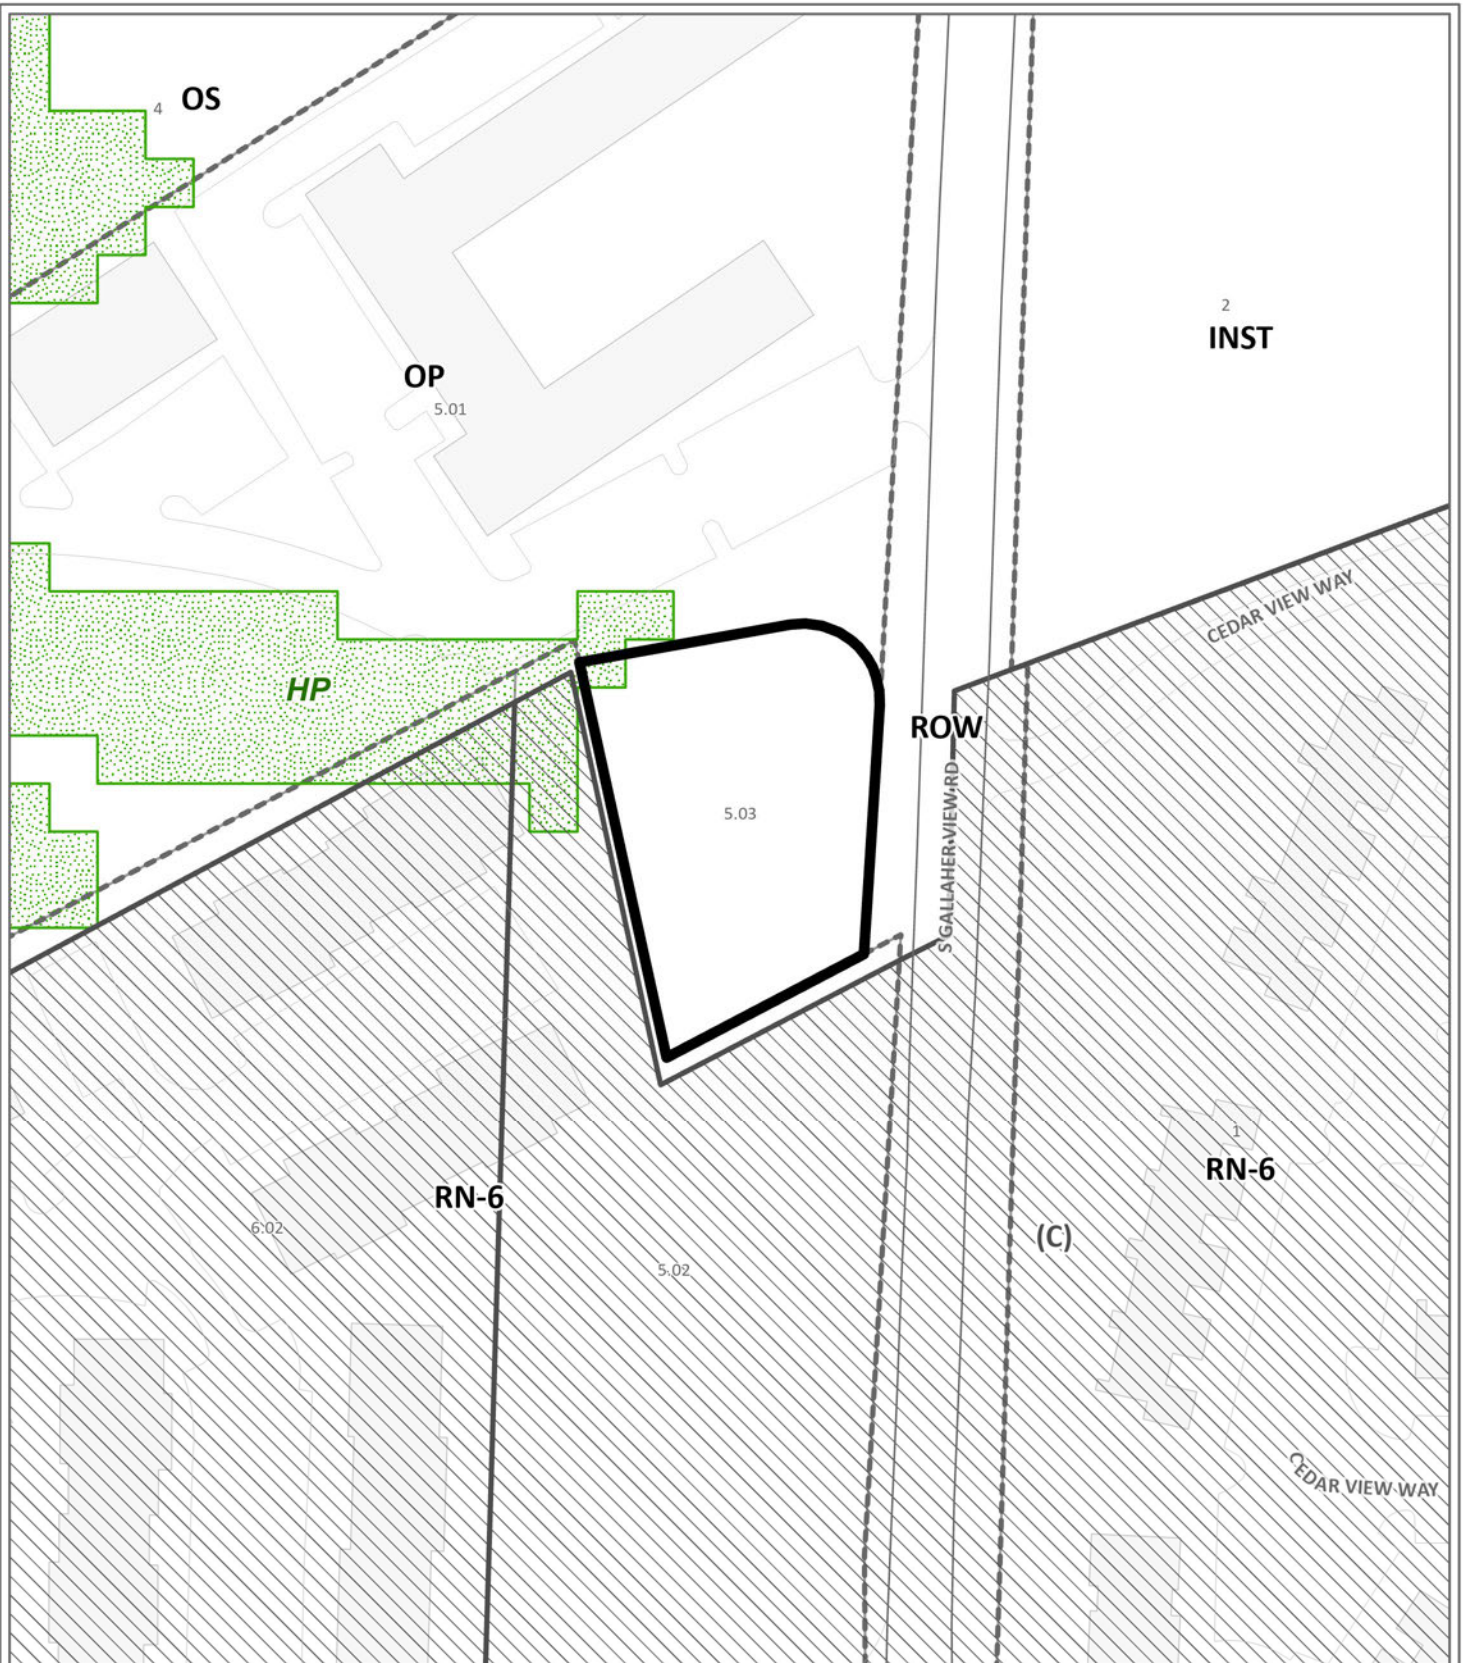 4
OS
2
INST
OP
5.01
CEDAR VIEW WAY
HP
ROW
5.03
S GALLAHER VIEW RD
1
RN-6
RN-6
6.02
(C)
5.02
CEDAR VIEW WAY